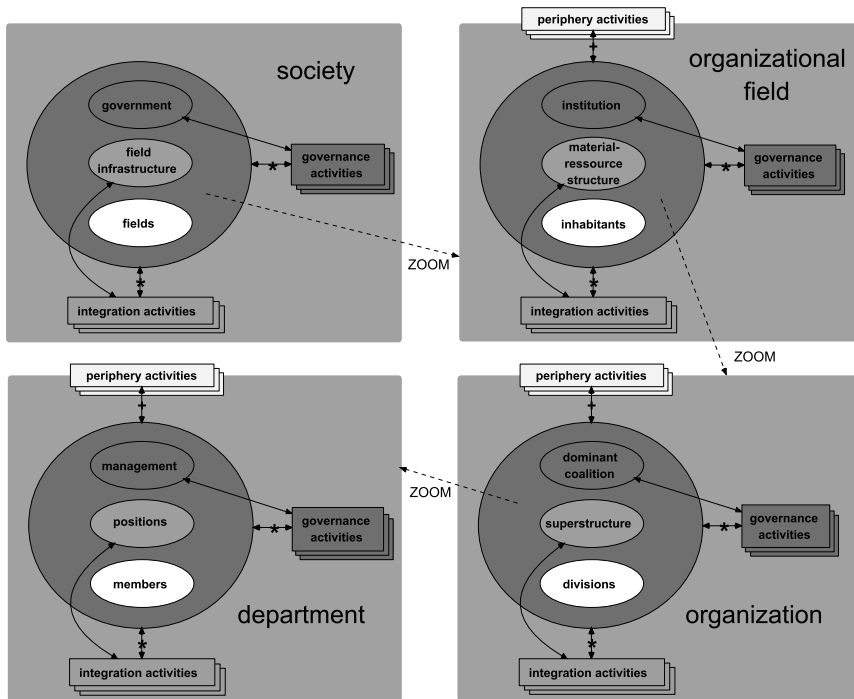 society
government
field
infrastructure
fields
governance
activities
*
*
integration activities
ZOOM
periphery activities
+
organizational
field
institution
material-
ressource
structure
inhabitants
governance
activities
*
*
integration activities
ZOOM
periphery activities
+
management
positions
members
governance
activities
*
department
*
integration activities
ZOOM
periphery activities
+
dominant
coalition
superstructure
divisions
governance
activities
*
organization
*
integration activities